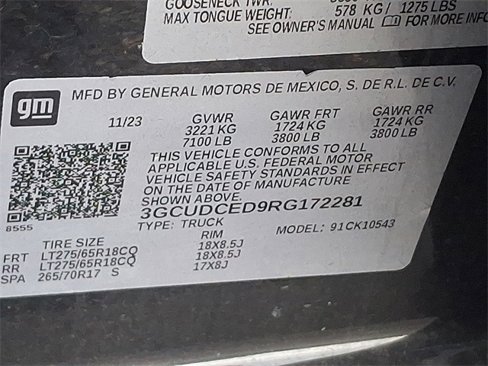 GOOSENECK TWR:
MAX TONGUE WEIGHT: 578 KG / 1275 LBS
SEE OWNER'S MANUAL FOR MORE INFO
gm
MFD BY GENERAL MOTORS DE MEXICO, S. DE R.L. DE C.V.
11/23 GVWR GAWR FRT GAWR RR
3221 KG 1724 KG 1724 KG
7100 LB 3800 LB 3800 LB
THIS VEHICLE CONFORMS TO ALL
APPLICABLE U.S. FEDERAL MOTOR
VEHICLE SAFETY STANDARDS IN EFFECT
ON THE DATE OF MANUFACTURE
SHOWN ABOVE.
3GCUDCED9RG172281
TYPE: TRUCK MODEL: 91CK10543
8555
TIRE SIZE RIM
FRT LT275/65R18CQ 18X8.5J
RR LT275/65R18CQ 18X8.5J
SPA 265/70R17 S 17X8J